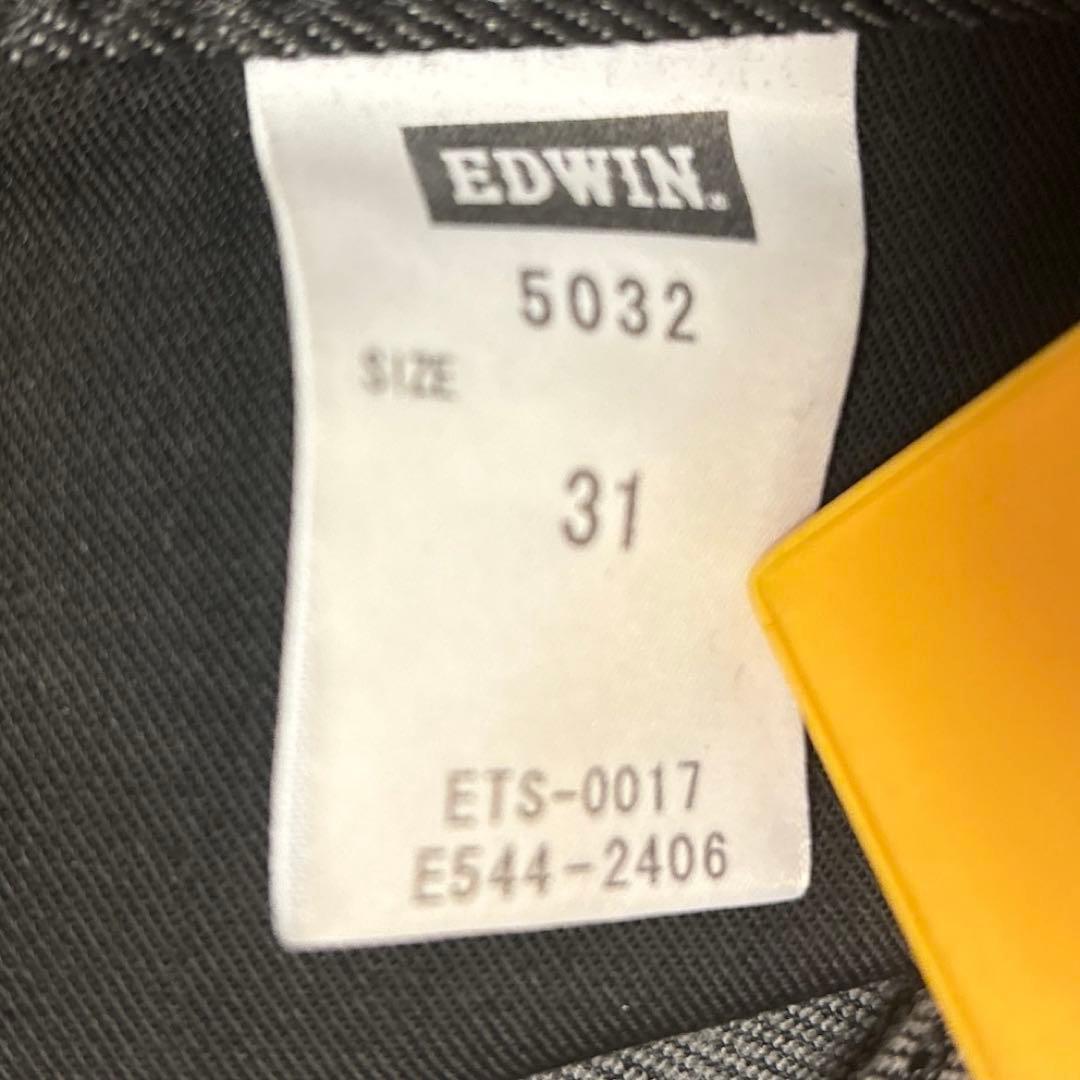 EDWIN
5032
SIZE
31
ETS-0017
E544-2406